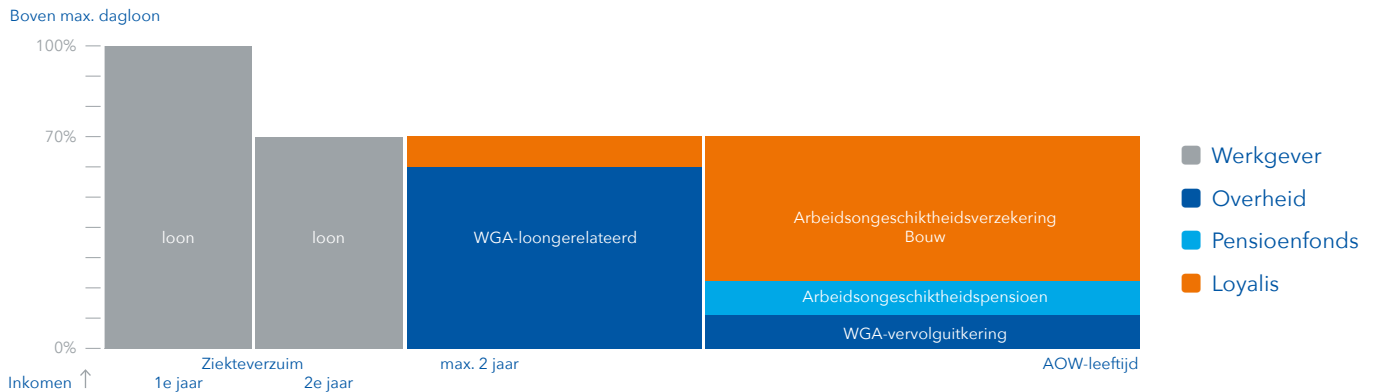 Boven max. dagloon
100%
70%
0%
loon
loon
WGA-loongerelateerd
Arbeidsongeschiktheidsverzekering
Bouw
Arbeidsongeschiktheidspensioen
WGA-vervolguitkering
Werkgever
Overheid
Pensioenfonds
Loyalis
Ziekteverzuim
max. 2 jaar
AOW-leeftijd
Inkomen
1e jaar
2e jaar